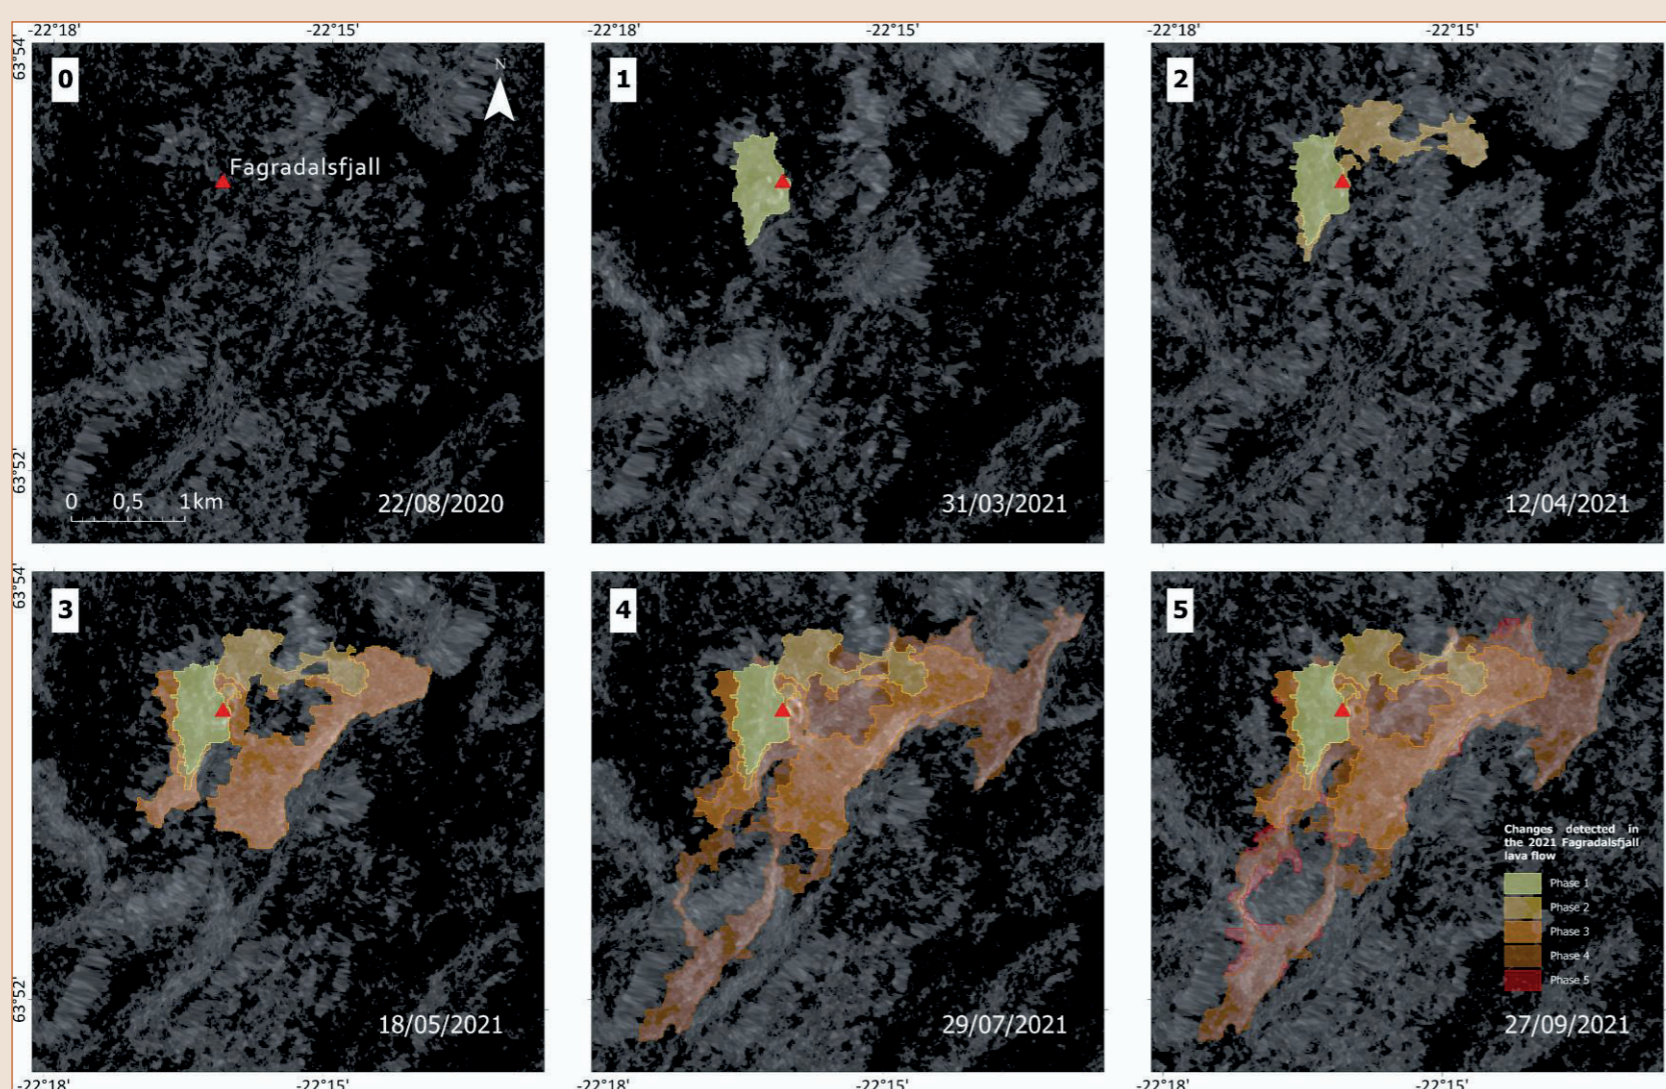 -22°18' -22°15' -22°18' -22°15' -22°18' -22°15'
63°54'
0
N
1
2
Fagradalsfjall
63°52'
0 0,5 1km
22/08/2020
31/03/2021
12/04/2021
63°54'
3
4
5
Changes detected in
the 2021 Fagradalsfjall
lava flow
Phase 1
Phase 2
Phase 3
Phase 4
Phase 5
63°52'
18/05/2021
29/07/2021
27/09/2021
-22°18' -22°15' -22°18' -22°15' -22°18' -22°15'